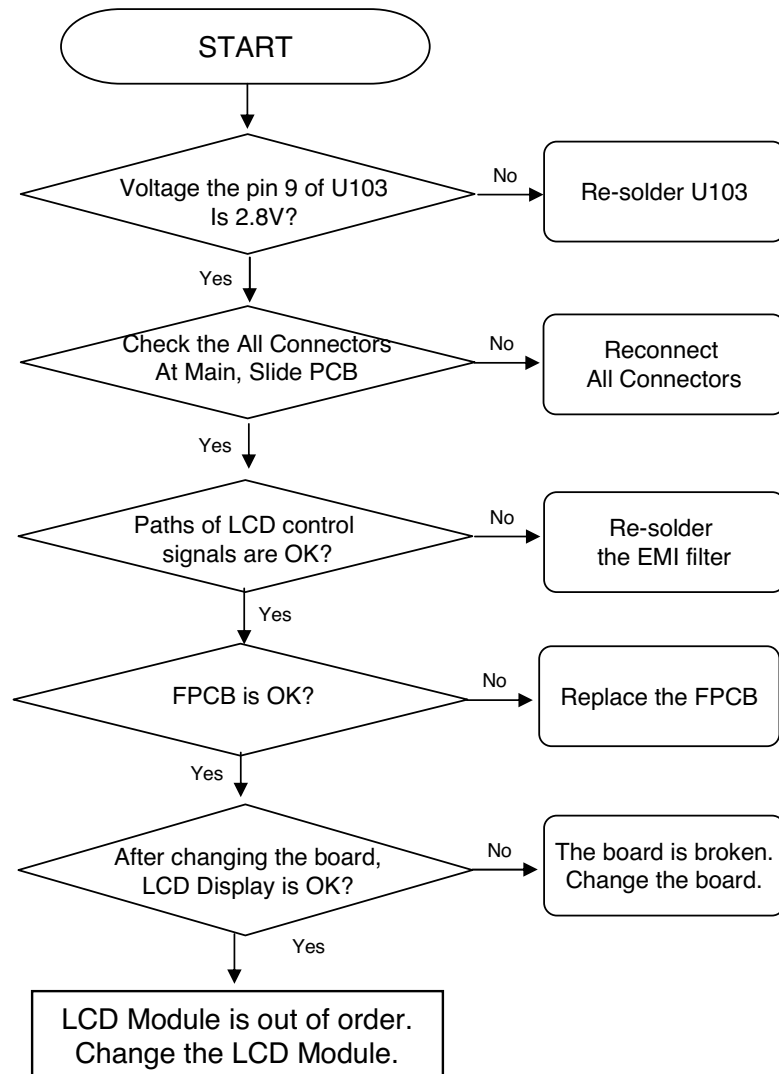 START
Voltage the pin 9 of U103
Is 2.8V?
No
Re-solder U103
Yes
Check the All Connectors
At Main, Slide PCB
No
Reconnect
All Connectors
Yes
Paths of LCD control
signals are OK?
No
Re-solder
the EMI filter
Yes
FPCB is OK?
No
Replace the FPCB
Yes
After changing the board,
LCD Display is OK?
No
The board is broken.
Change the board.
Yes
LCD Module is out of order.
Change the LCD Module.